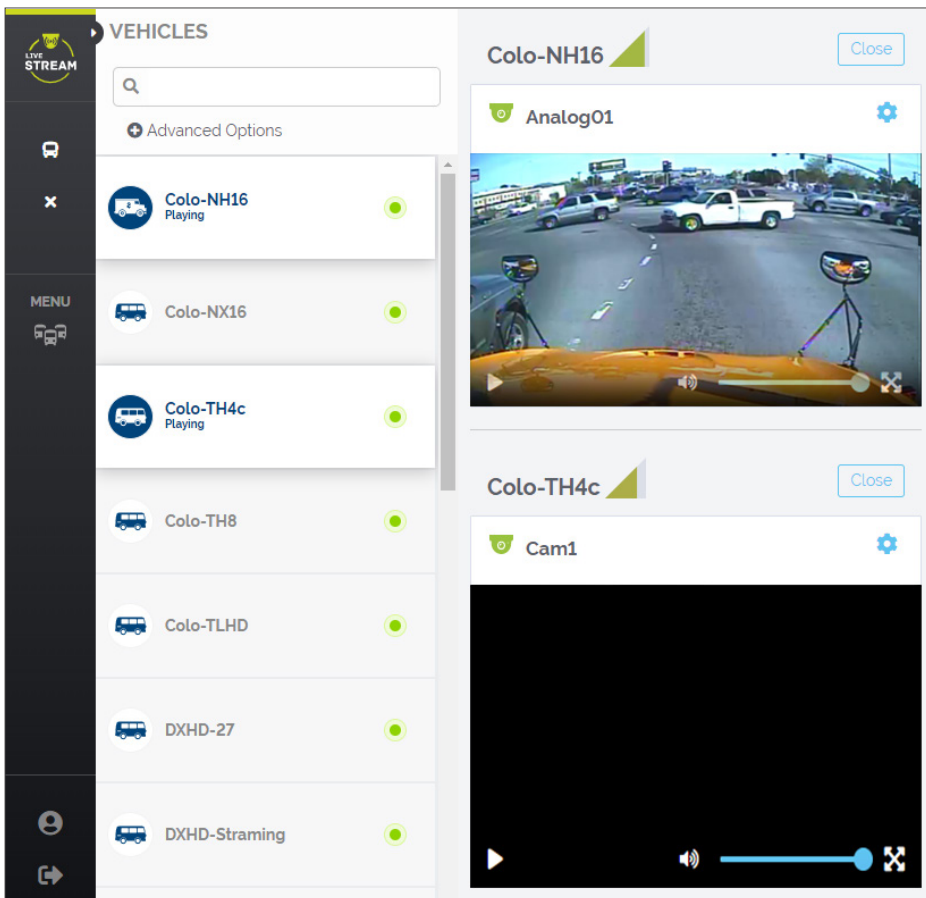 LIVE
STREAM
MENU
VEHICLES
Advanced Options
Colo-NH16
Playing
Colo-NX16
Colo-TH4c
Playing
Colo-TH8
Colo-TLHD
DXHD-27
DXHD-Straming
Colo-NH16
Close
Analog01
Colo-TH4c
Close
Cam1